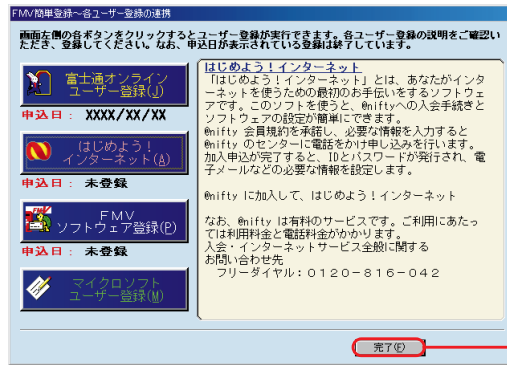 FMV簡単登録～各ユーザー登録の連携
画面左側の各ボタンをクリックするとユーザー登録が実行できます。各ユーザー登録の説明をご確認い
ただき、登録してください。なお、申込日が表示されている登録は終了しています。
富士通オンライン
ユーザー登録(J)
申込日： XXXX/XX/XX
はじめよう！
インターネット(A)
申込日： 未登録
FMV
ソフトウェア登録(P)
申込日： 未登録
マイクロソフト
ユーザー登録(M)
はじめよう！インターネット
「はじめよう！インターネット」とは、あなたがインタ
ーネットを使うための最初のお手伝いをするソフトウェ
アです。このソフトを使うと、@niftyへの入会手続きと
ソフトウェアの設定が簡単にできます。
@nifty 会員規約を承諾し、必要な情報を入力すると
@nifty のセンターに電話をかけ申し込みを行います。
加入申込が完了すると、IDとパスワードが発行され、電
子メールなどの必要な情報を設定します。
@nifty に加入して、はじめよう！インターネット
なお、@nifty は有料のサービスです。ご利用にあたっ
ては利用料金と電話料金がかかります。
入会・インターネットサービス全般に関する
お問い合わせ先
フリーダイヤル：０１２０－８１６－０４２
完了(E)